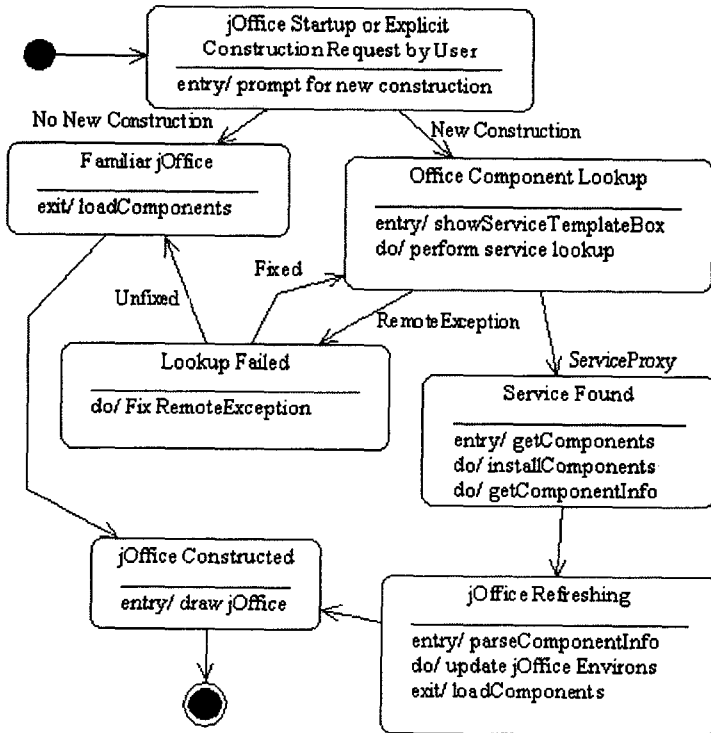 jOffice Startup or Explicit
Construction Request by User
entry/ prompt for new construction
No New Construction
New Construction
Familiar jOffice
exit/ loadComponents
Office Component Lookup
entry/ showServiceTemplateBox
do/ perform service lookup
Fixed
Unfixed
RemoteException
Lookup Failed
do/ Fix RemoteException
ServiceProxy
Service Found
entry/ getComponents
do/ installComponents
do/ getComponentInfo
jOffice Constructed
entry/ draw jOffice
jOffice Refreshing
entry/ parseComponentInfo
do/ update jOffice Environs
exit/ loadComponents